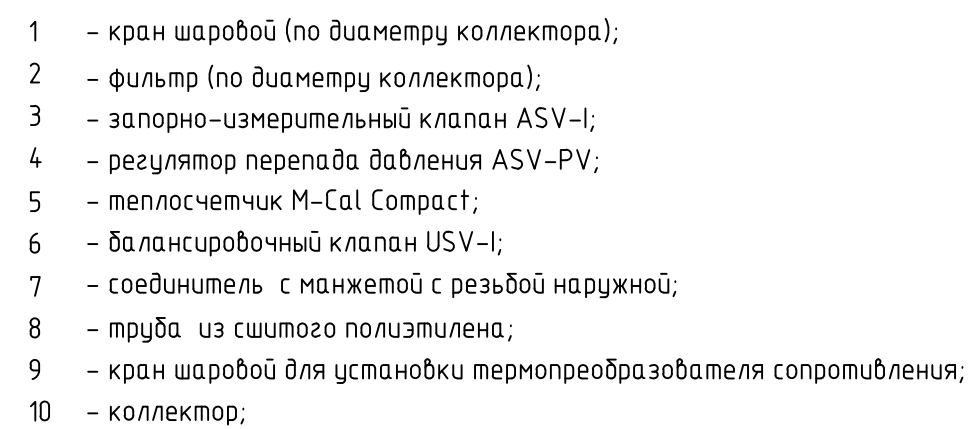 1 – кран шаровой (по диаметру коллектора);
2 – фильтр (по диаметру коллектора);
3 – запорно–измерительный клапан ASV–I;
4 – регулятор перепада давления ASV–PV;
5 – теплосчетчик M–Cal Compact;
6 – балансировочный клапан USV–I;
7 – соединитель с манжетой с резьбой наружной;
8 – труба из сшитого полиэтилена;
9 – кран шаровой для установки термопреобразователя сопротивления;
10 – коллектор;